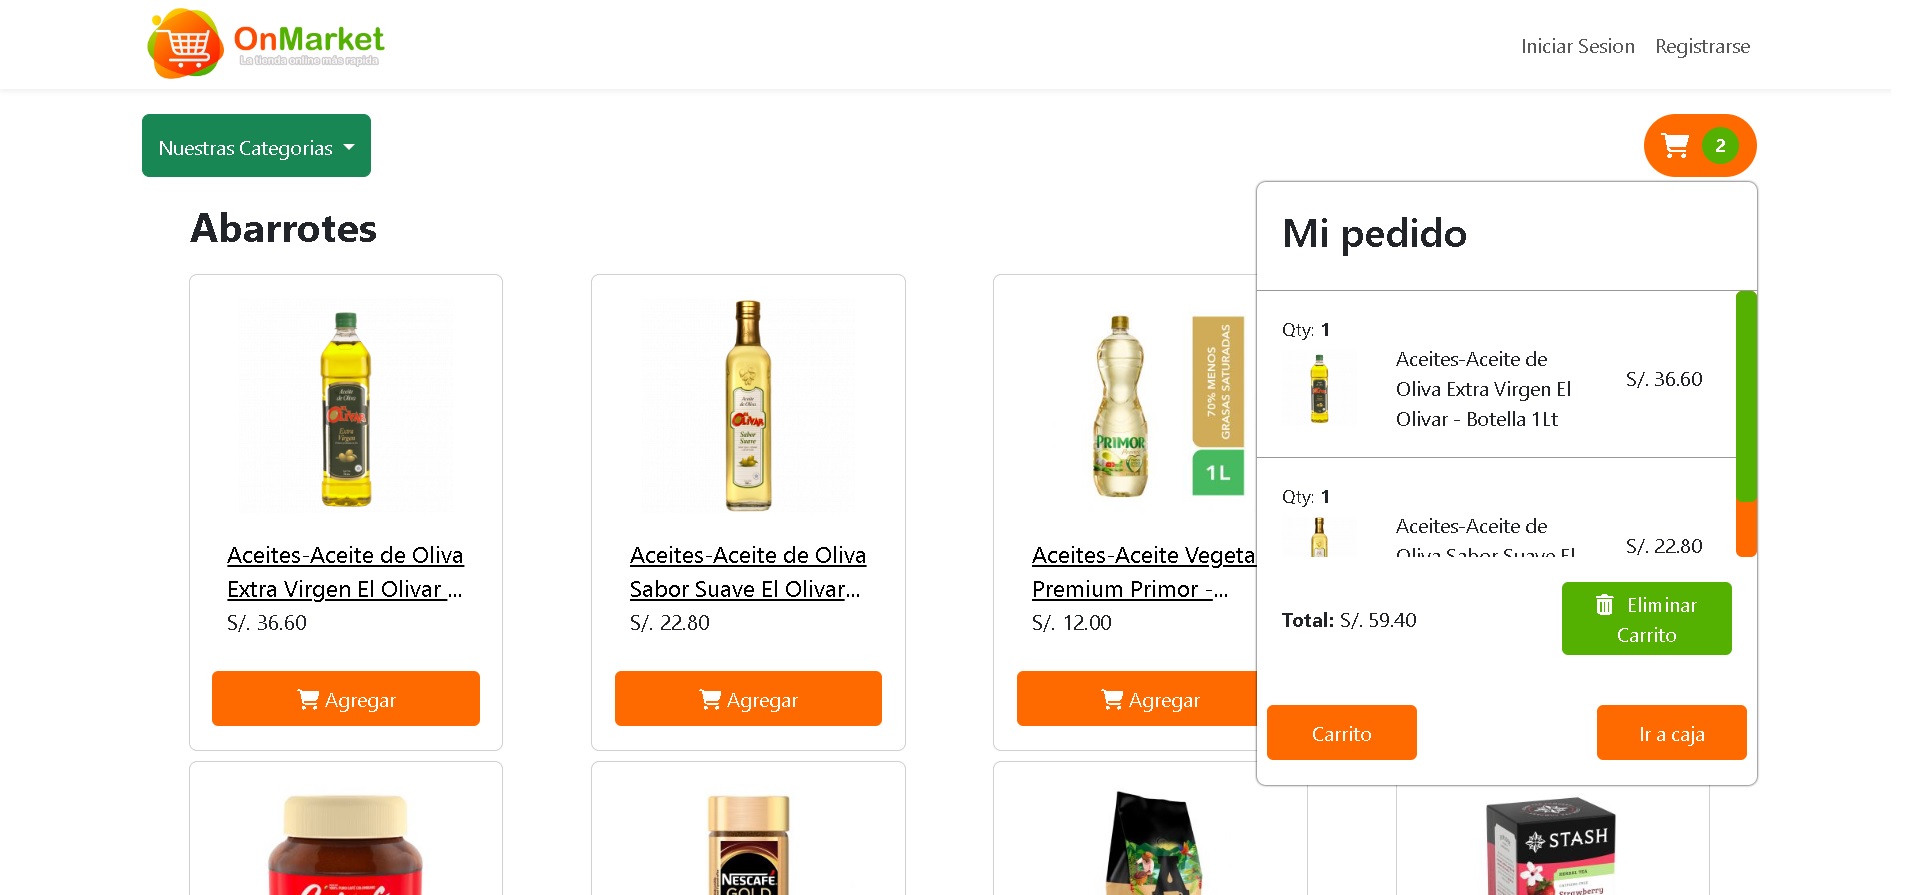 OnMarket
La tienda online más rapida
Iniciar Sesion
Registrarse
Nuestras Categorias
2
Abarrotes
Mi pedido
Qty: 1
Aceites-Aceite de
Oliva Extra Virgen El
Olivar - Botella 1Lt
S/. 36.60
Qty: 1
Aceites-Aceite de
Oliva Sabor Suave El
S/. 22.80
Total: S/. 59.40
Eliminar
Carrito
Carrito
Ir a caja
Aceite
de Oliva
OLIVAR
Extra
Virgen
Aceites-Aceite de Oliva
Extra Virgen El Olivar ...
S/. 36.60
Agregar
Aceite
de Oliva
OLIVAR
Sabor
Suave
Aceites-Aceite de Oliva
Sabor Suave El Olivar...
S/. 22.80
Agregar
PRIMOR
70% MENOS
GRASAS SATURADAS
1L
Aceites-Aceite Vegeta
Premium Primor -...
S/. 12.00
Agregar
NESCAFÉ
GOLD
STASH
HERBAL TEA
Strawberry